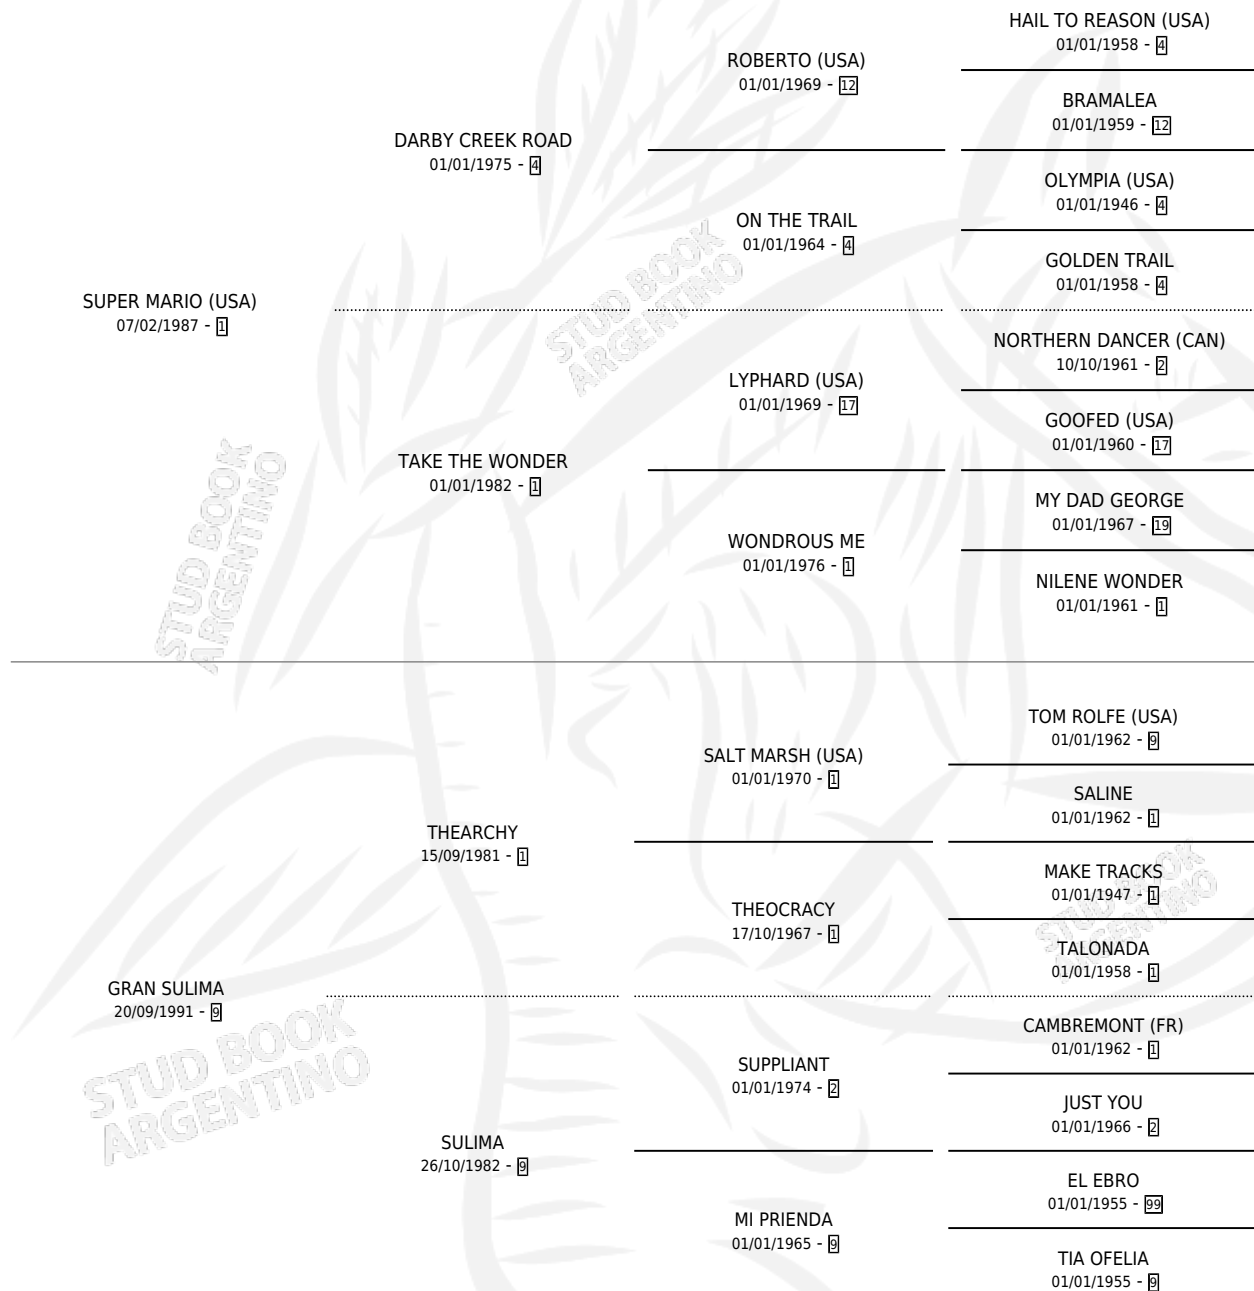 HAIL TO REASON (USA)
01/01/1958 - 4
ROBERTO (USA)
01/01/1969 - 12
BRAMALEA
01/01/1959 - 12
DARBY CREEK ROAD
01/01/1975 - 4
OLYMPIA (USA)
01/01/1946 - 4
ON THE TRAIL
01/01/1964 - 4
GOLDEN TRAIL
01/01/1958 - 4
SUPER MARIO (USA)
07/02/1987 - 1
NORTHERN DANCER (CAN)
10/10/1961 - 2
LYPHARD (USA)
01/01/1969 - 17
GOOFED (USA)
01/01/1960 - 17
TAKE THE WONDER
01/01/1982 - 1
MY DAD GEORGE
01/01/1967 - 19
WONDROUS ME
01/01/1976 - 1
NILENE WONDER
01/01/1961 - 1
TOM ROLFE (USA)
01/01/1962 - 9
SALT MARSH (USA)
01/01/1970 - 1
SALINE
01/01/1962 - 1
THEARCHY
15/09/1981 - 1
MAKE TRACKS
01/01/1947 - 1
THEOCRACY
17/10/1967 - 1
TALONADA
01/01/1958 - 1
GRAN SULIMA
20/09/1991 - 9
CAMBREMONT (FR)
01/01/1962 - 1
SUPPLIANT
01/01/1974 - 2
JUST YOU
01/01/1966 - 2
SULIMA
26/10/1982 - 9
EL EBRO
01/01/1955 - 99
MI PRIENDA
01/01/1965 - 9
TIA OFELIA
01/01/1955 - 9
STUD BOOK
ARGENTINO
STUD BOOK
ARGENTINO
STUD BOOK
ARGENTINO
STUD BOOK
ARGENTINO